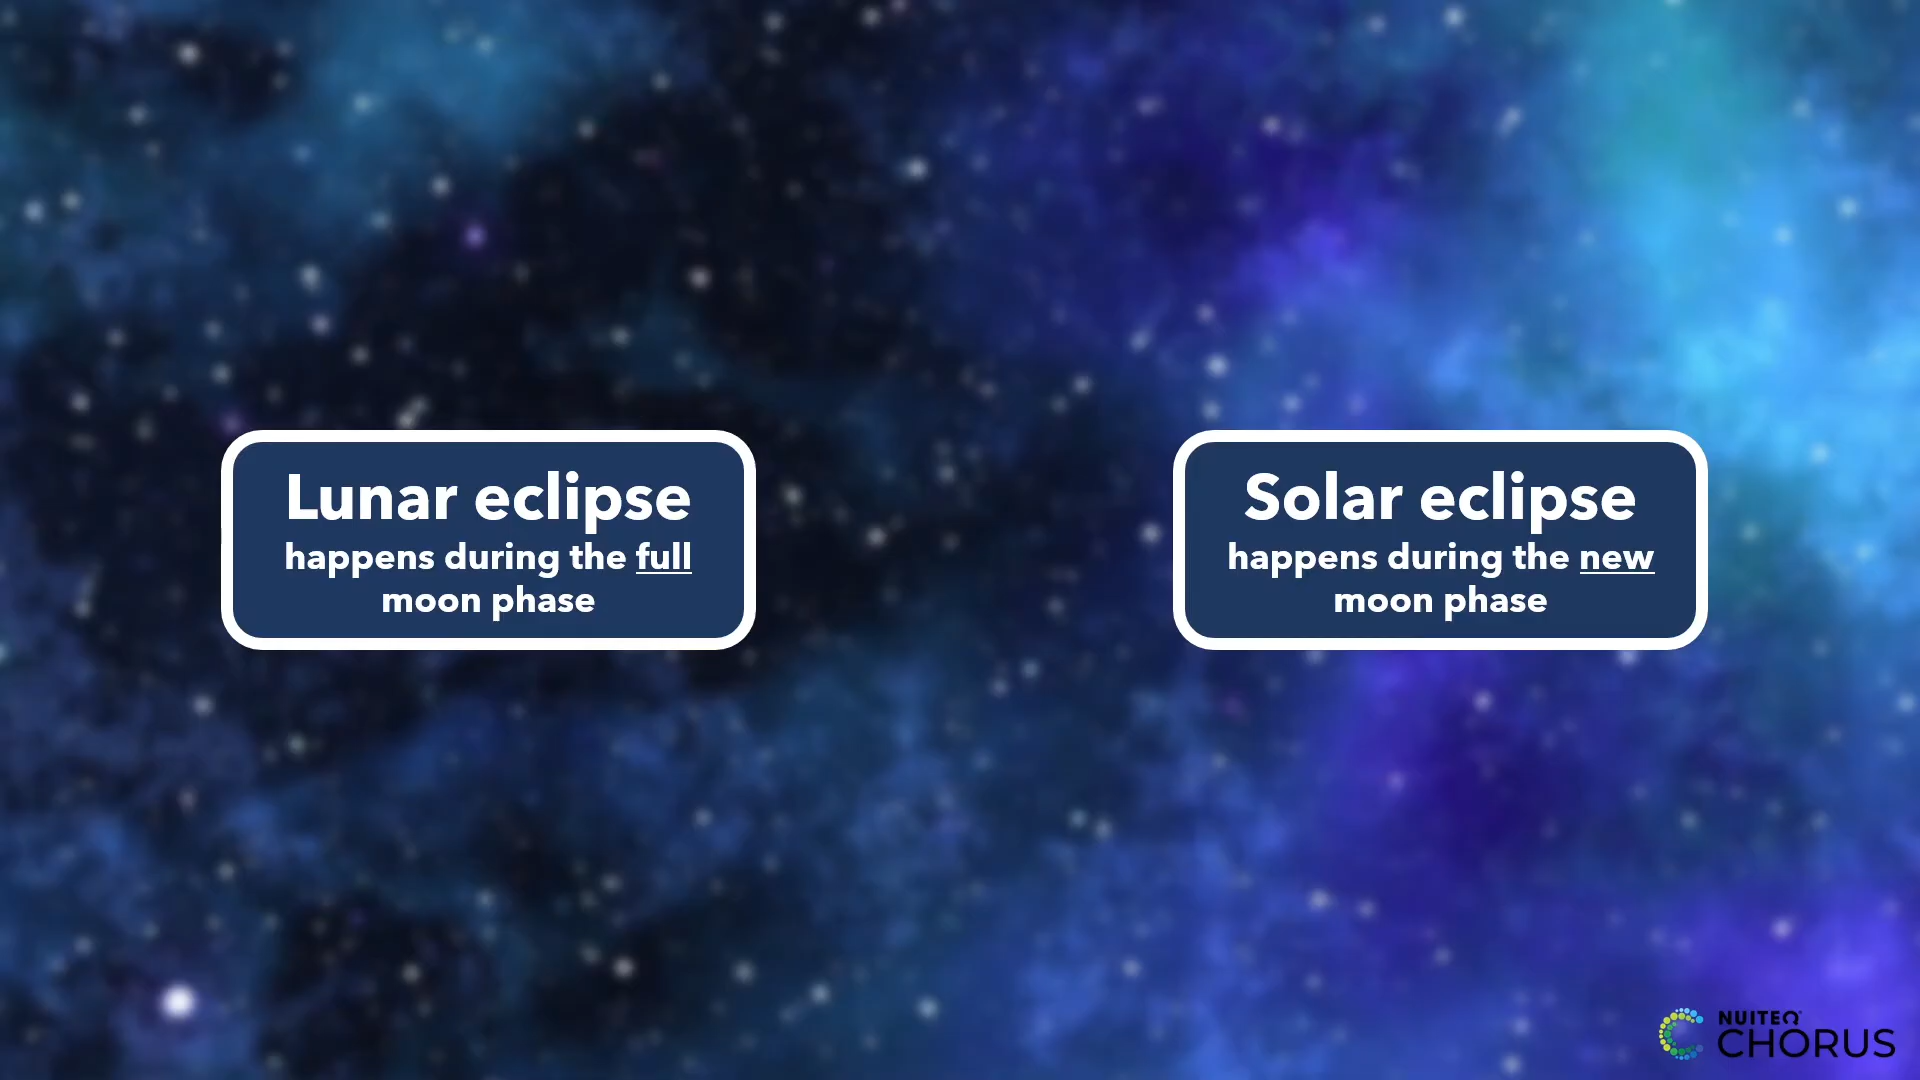 Lunar eclipse
happens during the full
moon phase
Solar eclipse
happens during the new
moon phase
NUITEQ
CHORUS